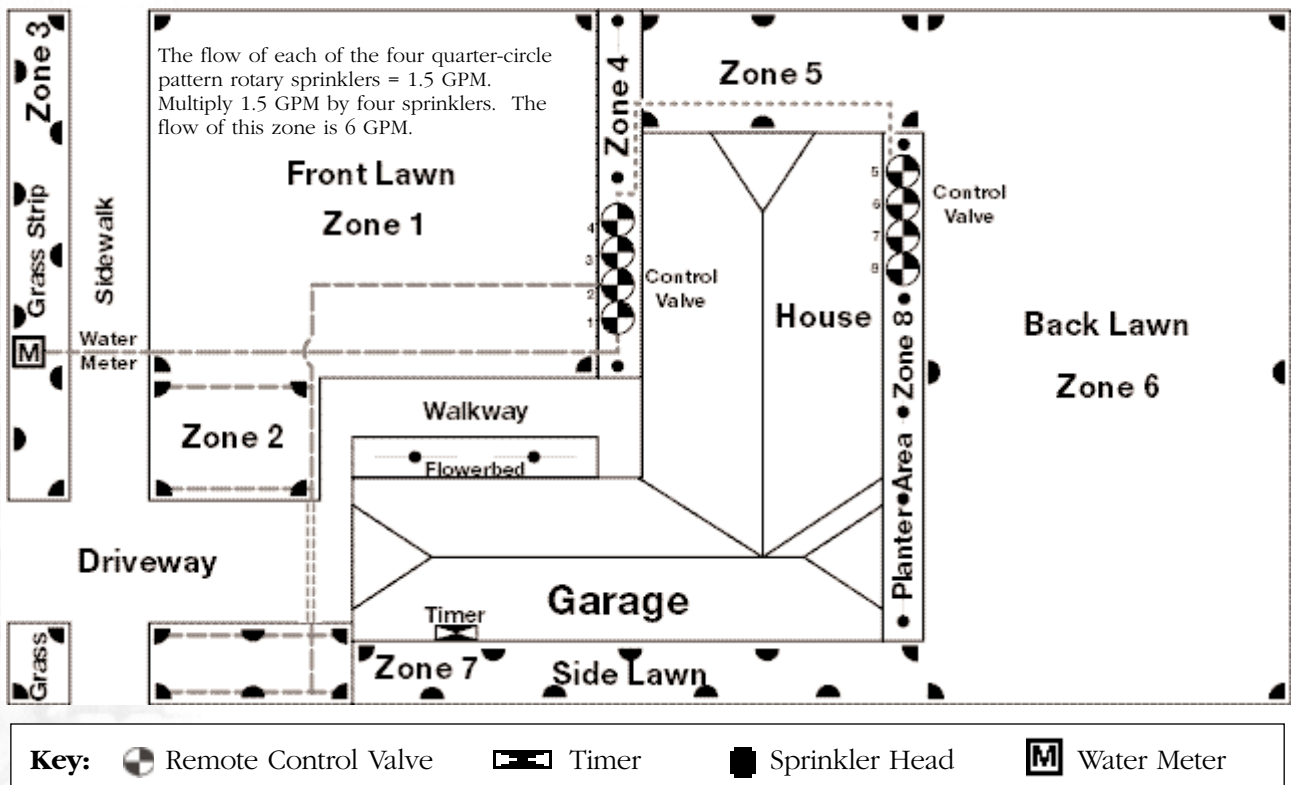 Zone 3
The flow of each of the four quarter-circle
pattern rotary sprinklers = 1.5 GPM.
Multiply 1.5 GPM by four sprinklers. The
flow of this zone is 6 GPM.
Zone 4
Zone 5
Front Lawn
Zone 1
Grass Strip
Sidewalk
4
3
2
1
Control
Valve
5
6
7
8
Control
Valve
House
Back Lawn
Zone 6
M
Water
Meter
Zone 2
Walkway
Flowerbed
Planter Area Zone 8
Driveway
Garage
Timer
Grass
Zone 7
Side Lawn
Key:
Remote Control Valve
Timer
Sprinkler Head
M
Water Meter